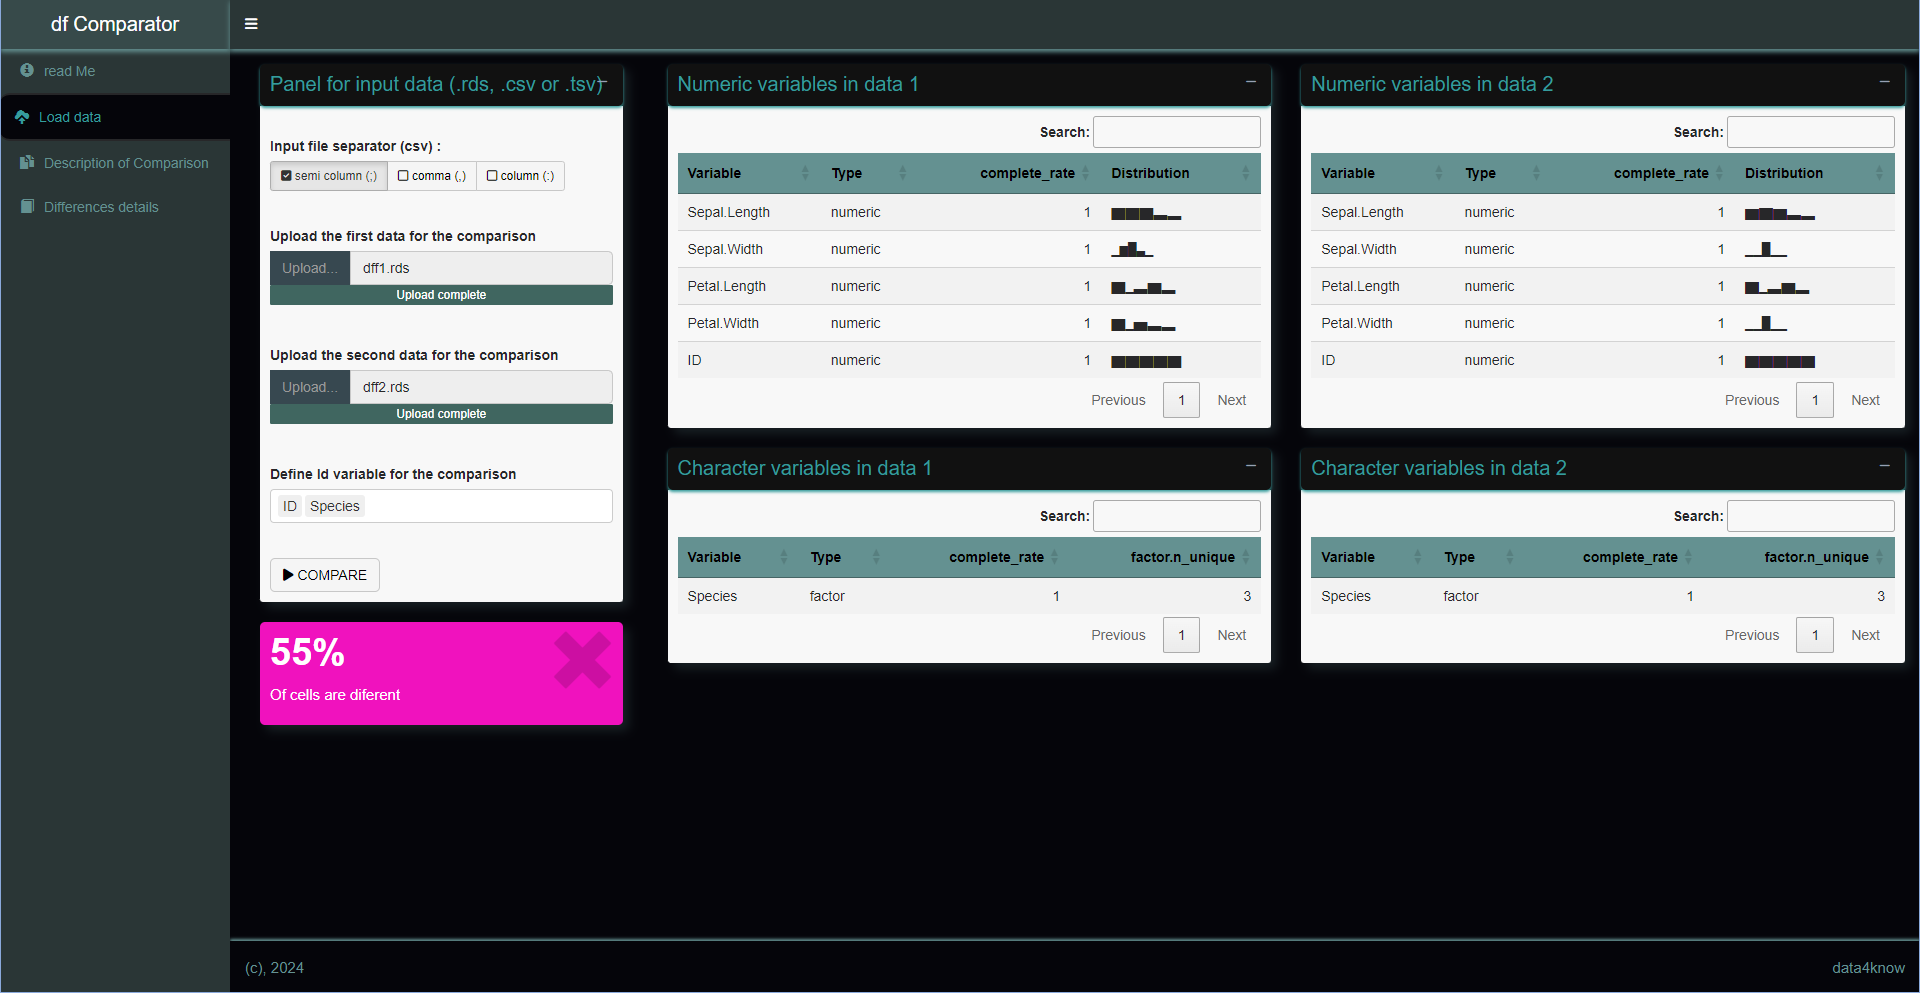 df Comparator
read Me
Load data
Description of Comparison
Differences details
Panel for input data (.rds, .csv or .tsv)
Input file separator (csv) :
semi column (;) comma (,) column (:)
Upload the first data for the comparison
Upload... dff1.rds
Upload complete
Upload the second data for the comparison
Upload... dff2.rds
Upload complete
Define Id variable for the comparison
ID Species
COMPARE
55%
Of cells are diferent
Numeric variables in data 1
Search:
Variable Type complete_rate Distribution
Sepal.Length numeric 1
Sepal.Width numeric 1
Petal.Length numeric 1
Petal.Width numeric 1
ID numeric 1
Previous 1 Next
Numeric variables in data 2
Search:
Variable Type complete_rate Distribution
Sepal.Length numeric 1
Sepal.Width numeric 1
Petal.Length numeric 1
Petal.Width numeric 1
ID numeric 1
Previous 1 Next
Character variables in data 1
Search:
Variable Type complete_rate factor.n_unique
Species factor 1 3
Previous 1 Next
Character variables in data 2
Search:
Variable Type complete_rate factor.n_unique
Species factor 1 3
Previous 1 Next
(c), 2024
data4know